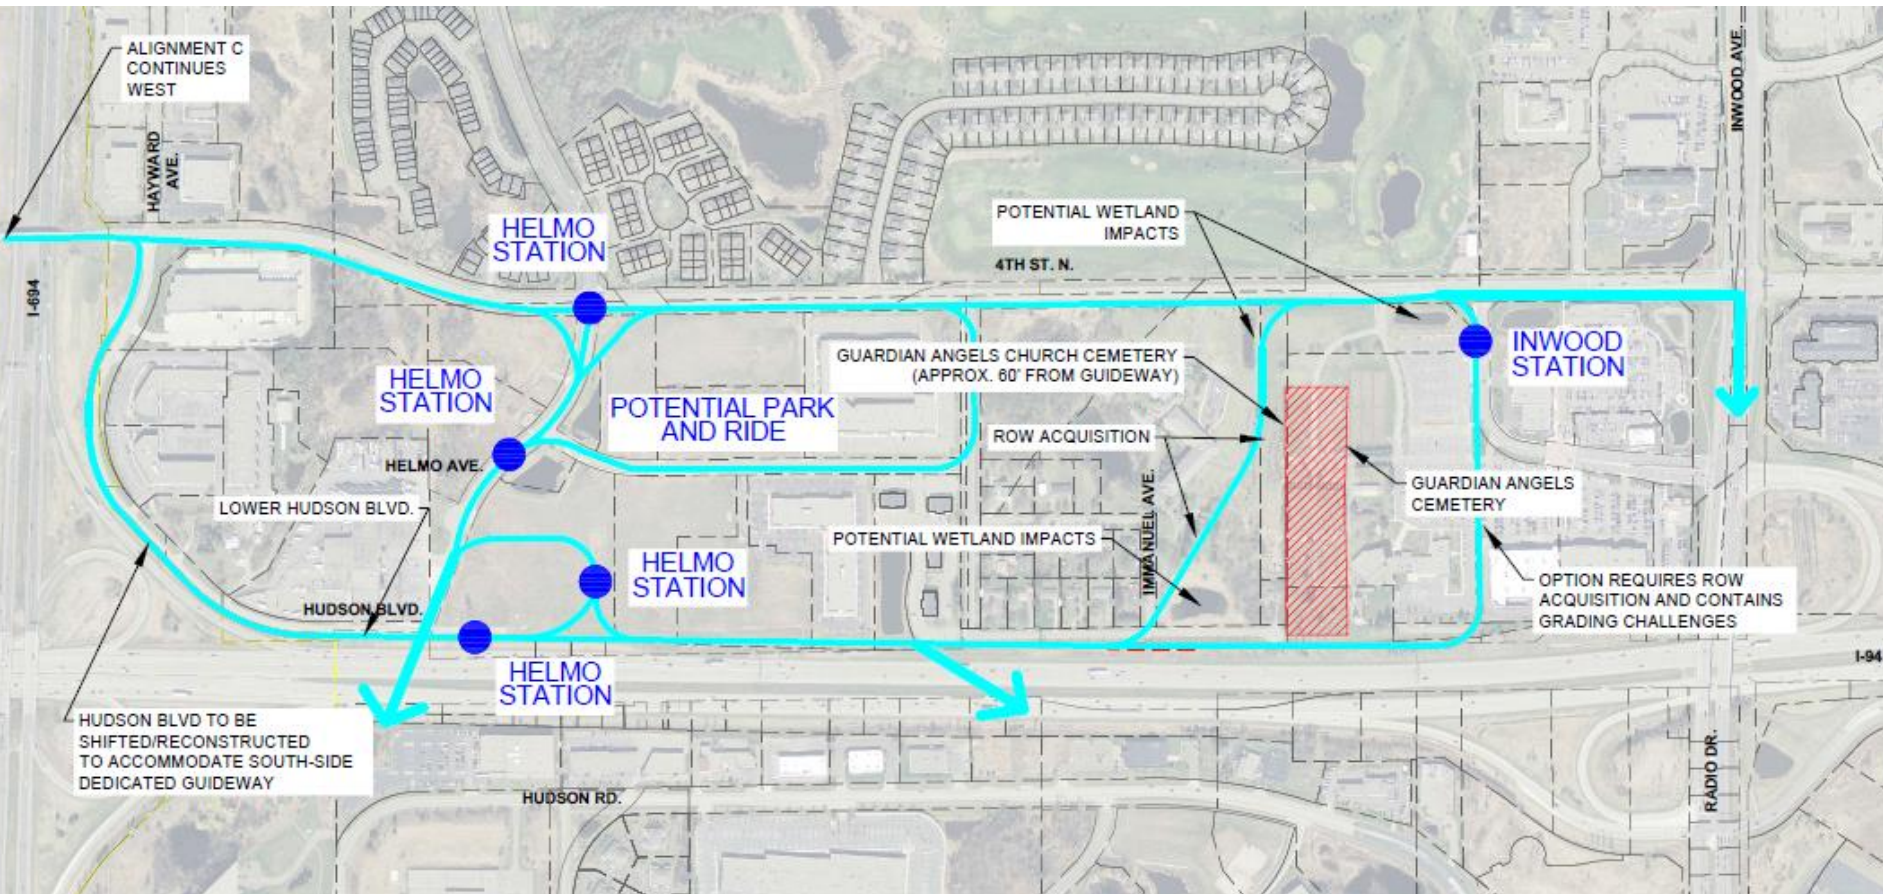 ALIGNMENT C
CONTINUES
WEST
HAYWARD
AVE.
INWOOD AVE.
HELMO
STATION
POTENTIAL WETLAND
IMPACTS
4TH ST. N.
I-694
HELMO
STATION
POTENTIAL PARK
AND RIDE
GUARDIAN ANGELS CHURCH CEMETERY
(APPROX. 60' FROM GUIDEWAY)
INWOOD
STATION
ROW ACQUISITION
HELMO AVE.
GUARDIAN ANGELS
CEMETERY
LOWER HUDSON BLVD.
POTENTIAL WETLAND IMPACTS
IMMANUEL AVE.
HELMO
STATION
OPTION REQUIRES ROW
ACQUISITION AND CONTAINS
GRADING CHALLENGES
HUDSON BLVD.
HELMO
STATION
I-94
HUDSON BLVD TO BE
SHIFTED/RECONSTRUCTED
TO ACCOMMODATE SOUTH-SIDE
DEDICATED GUIDEWAY
HUDSON RD.
RADIO DR.